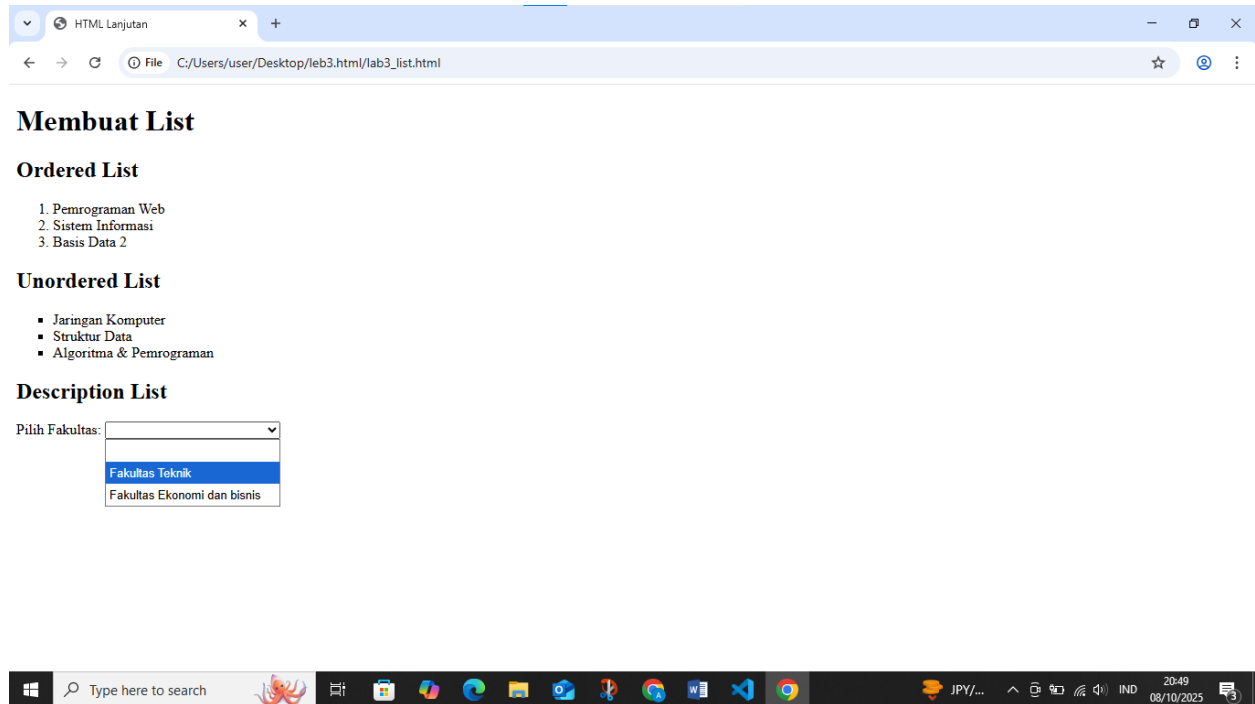 HTML Lanjutan
File C:/Users/user/Desktop/leb3.html/lab3_list.html
Membuat List
Ordered List
1. Pemrograman Web
2. Sistem Informasi
3. Basis Data 2
Unordered List
Jaringan Komputer
Struktur Data
Algoritma & Pemrograman
Description List
Pilih Fakultas:
Fakultas Teknik
Fakultas Ekonomi dan bisnis
Type here to search
JPY/...
IND
20:49
08/10/2025
3